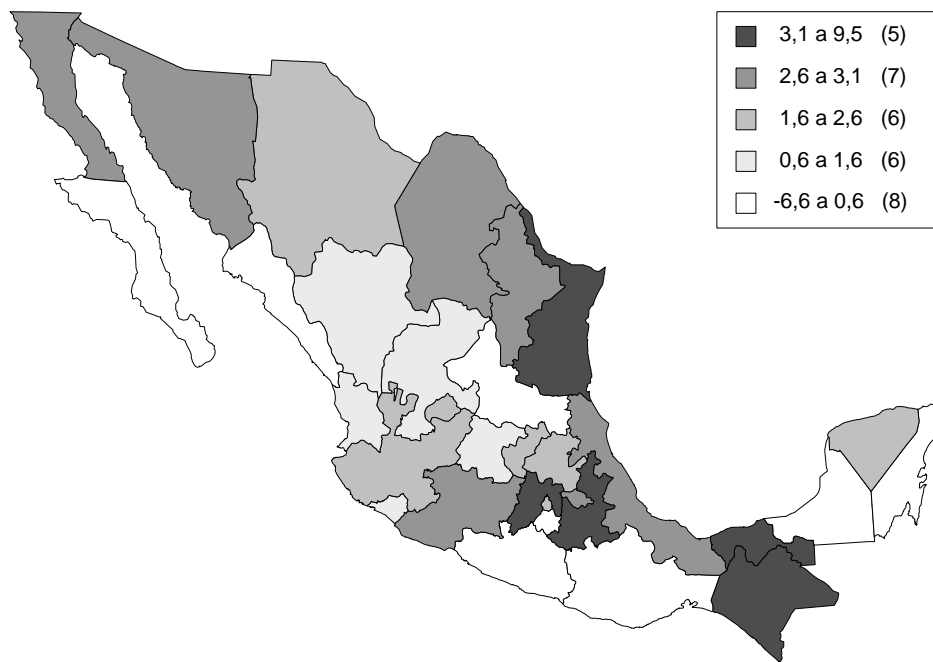 3,1 a 9,5 (5)
2,6 a 3,1 (7)
1,6 a 2,6 (6)
0,6 a 1,6 (6)
-6,6 a 0,6 (8)